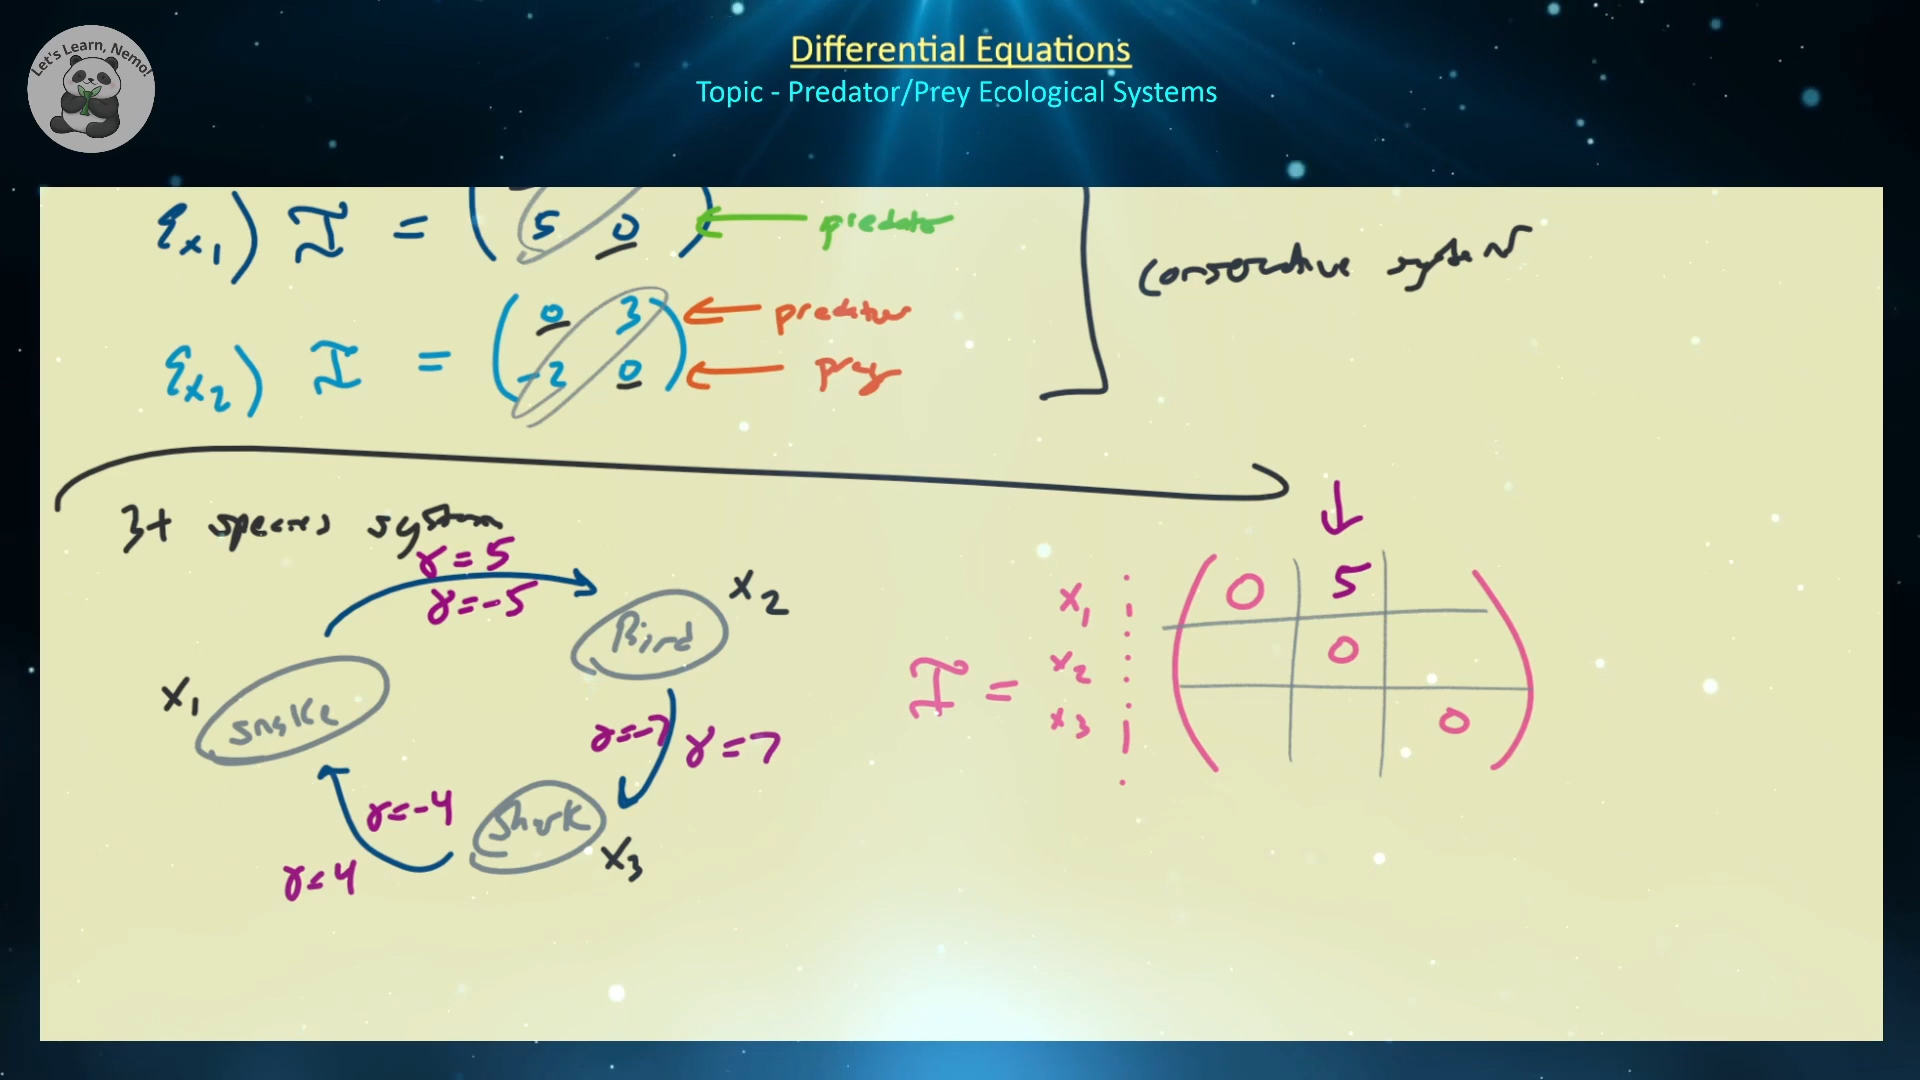 Let's Learn, Nemo!
Differential Equations
Topic - Predator/Prey Ecological Systems
Ex1) I = ( 5 0 ) ← predator
Ex2) I = ( 0 3 ) ← predator
-2 0 ← prey
Conservative system
3+ species system
γ = 5
γ = -5
Bird x2
x1 snake
γ = -7 γ = 7
γ = -4
shark x3
γ = 4
I =
x1 0 5
x2 0
x3 0